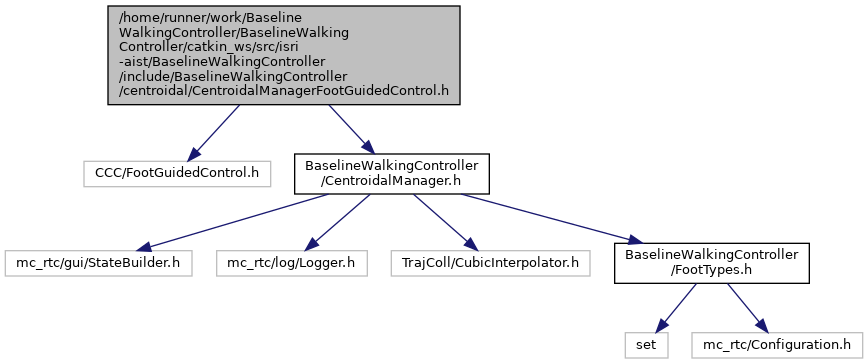 /home/runner/work/Baseline
WalkingController/BaselineWalking
Controller/catkin_ws/src/isri
-aist/BaselineWalkingController
/include/BaselineWalkingController
/centroidal/CentroidalManagerFootGuidedControl.h
CCC/FootGuidedControl.h
BaselineWalkingController
/CentroidalManager.h
mc_rtc/gui/StateBuilder.h
mc_rtc/log/Logger.h
TrajColl/CubicInterpolator.h
BaselineWalkingController
/FootTypes.h
set
mc_rtc/Configuration.h